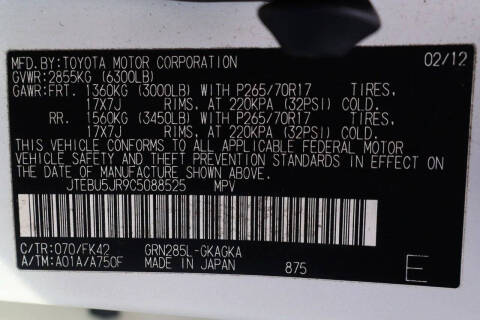 MFD.BY:TOYOTA MOTOR CORPORATION 02/12
GVWR:2855KG (6300LB)
GAWR:FRT. 1360KG (3000LB) WITH P265/70R17 TIRES,
17X7J RIMS, AT 220KPA (32PSI) COLD
RR. 1560KG (3450LB) WITH P265/70R17 TIRES,
17X7J RIMS, AT 220KPA (32PSI) COLD
THIS VEHICLE CONFORMS TO ALL APPLICABLE FEDERAL MOTOR
VEHICLE SAFETY AND THEFT PREVENTION STANDARDS IN EFFECT ON
THE DATE OF MANUFACTURE SHOWN ABOVE.
JTEBU5JR9C5088525 MPV
C/TR:070/FK42 GRN285L-GKAGKA
A/TM:A01A/A750F MADE IN JAPAN 875 E